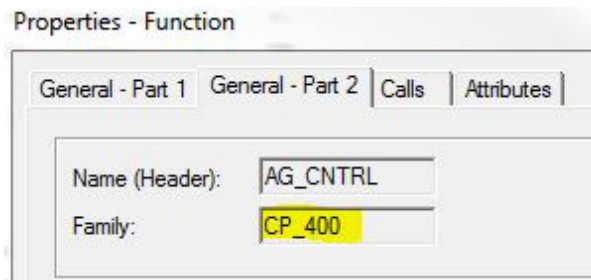 Properties - Function
General - Part 1 General - Part 2 Calls Attributes
Name (Header): AG_CNTRL
Family: CP_400